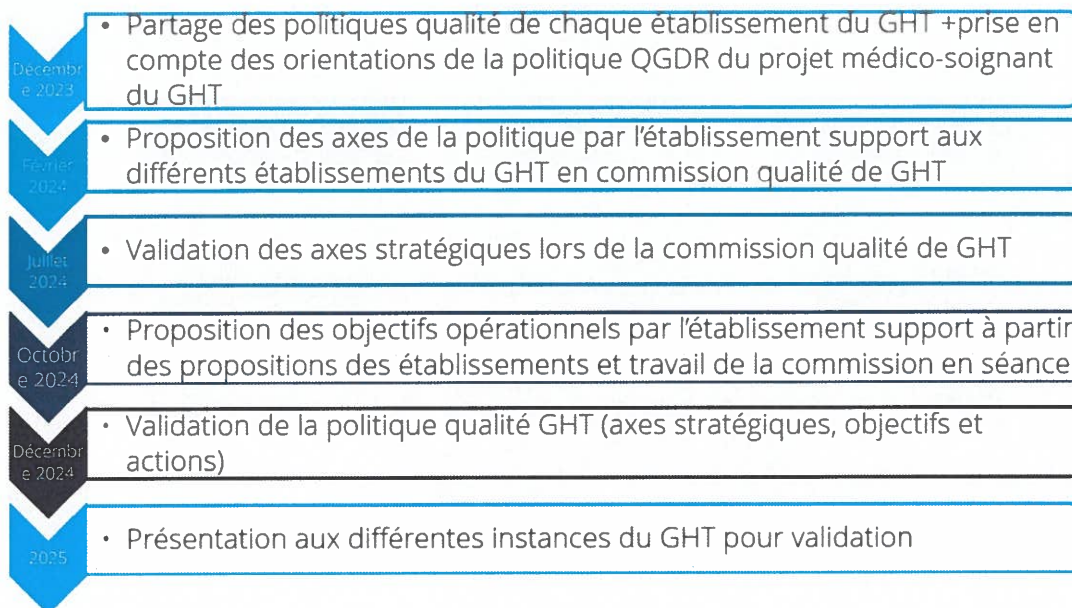 Décembr
e 2023
• Partage des politiques qualité de chaque établissement du GHT +prise en
compte des orientations de la politique QGDR du projet médico-soignant
du GHT
Février
2024
• Proposition des axes de la politique par l'établissement support aux
différents établissements du GHT en commission qualité de GHT
Juillet
2024
• Validation des axes stratégiques lors de la commission qualité de GHT
Octobr
e 2024
• Proposition des objectifs opérationnels par l'établissement support à partir
des propositions des établissements et travail de la commission en séance
Décembr
e 2024
• Validation de la politique qualité GHT (axes stratégiques, objectifs et
actions)
2025
• Présentation aux différentes instances du GHT pour validation